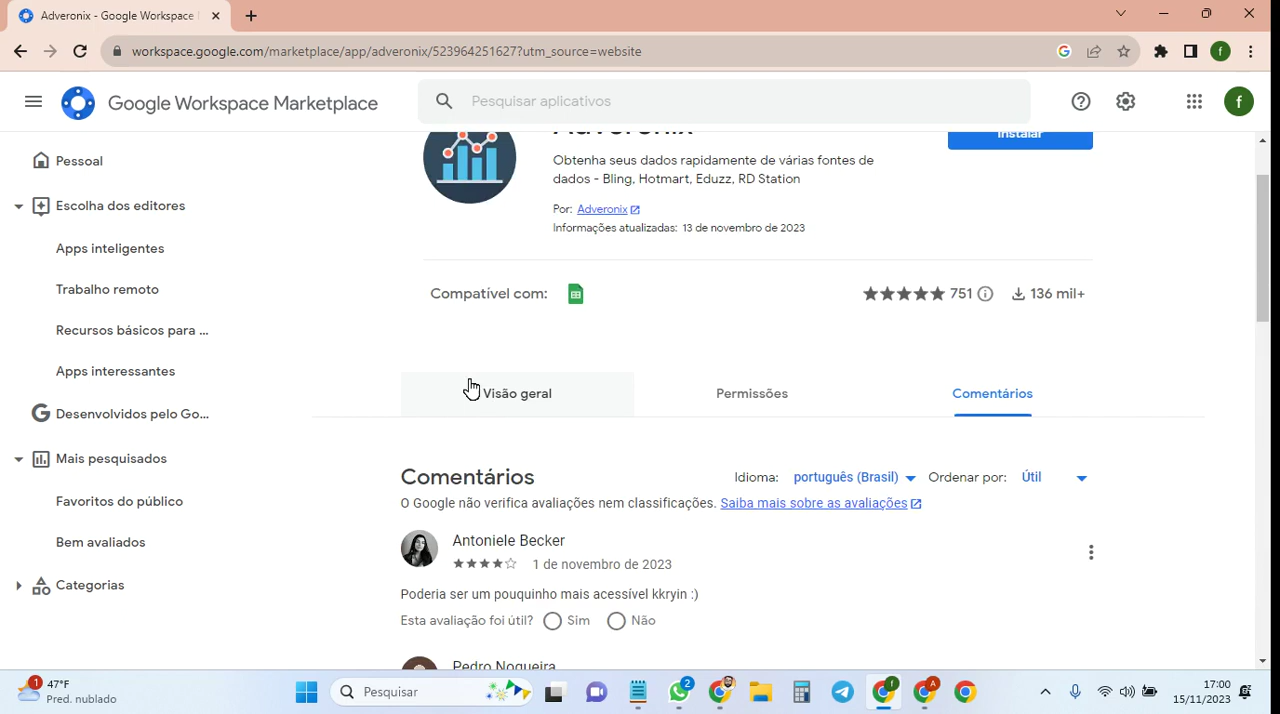 Adveronix - Google Workspace
workspace.google.com/marketplace/app/adveronix/523964251627?utm_source=website
f
Google Workspace Marketplace
Pesquisar aplicativos
f
Adveronix
Instalar
Pessoal
Obtenha seus dados rapidamente de várias fontes de
dados - Bling, Hotmart, Eduzz, RD Station
Escolha dos editores
Por: Adveronix
Informações atualizadas: 13 de novembro de 2023
Apps inteligentes
Trabalho remoto
Compatível com:
751
136 mil+
Recursos básicos para ...
Apps interessantes
Visão geral
Permissões
Comentários
Desenvolvidos pelo Go...
Mais pesquisados
Comentários
Idioma: português (Brasil)
Ordenar por: Útil
Favoritos do público
O Google não verifica avaliações nem classificações. Saiba mais sobre as avaliações
Bem avaliados
Antoniele Becker
1 de novembro de 2023
Categorias
Poderia ser um pouquinho mais acessível kkryin :)
Esta avaliação foi útil? Sim Não
Pedro Nogueira
1
47°F
Pred. nublado
Pesquisar
2
f
A
17:00
15/11/2023